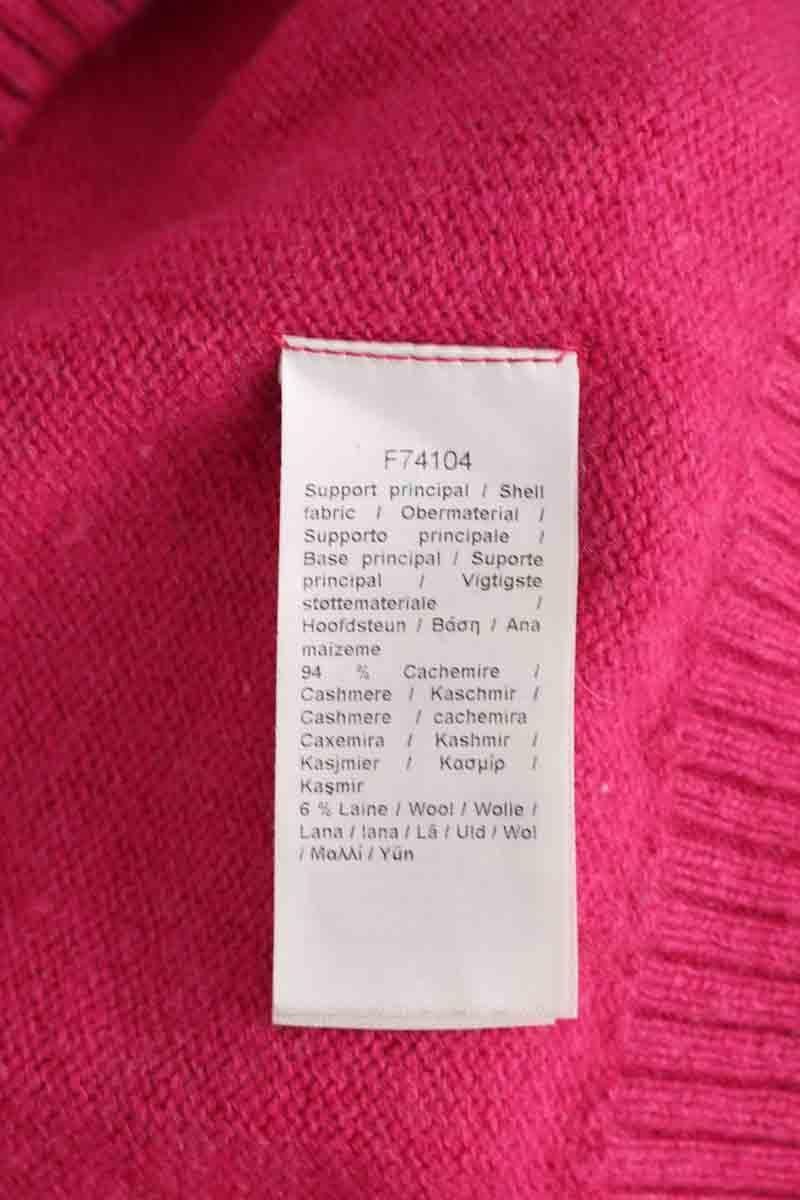 F74104
Support principal / Shell
fabric / Obermaterial /
Supporto principale /
Base principal / Suporte
principal / Vigtigste
støttemateriale /
Hoofdsteun / Βάση / Ana
maizeme
94 % Cachemire /
Cashmere / Kaschmir /
Cashmere / cachemira
Caxemira / Kashmir /
Kasjmier / Κασμίρ /
Kaşmir
6 % Laine / Wool / Wolle /
Lana / lana / Lã / Uld / Wol
/ Μαλλί / Yün